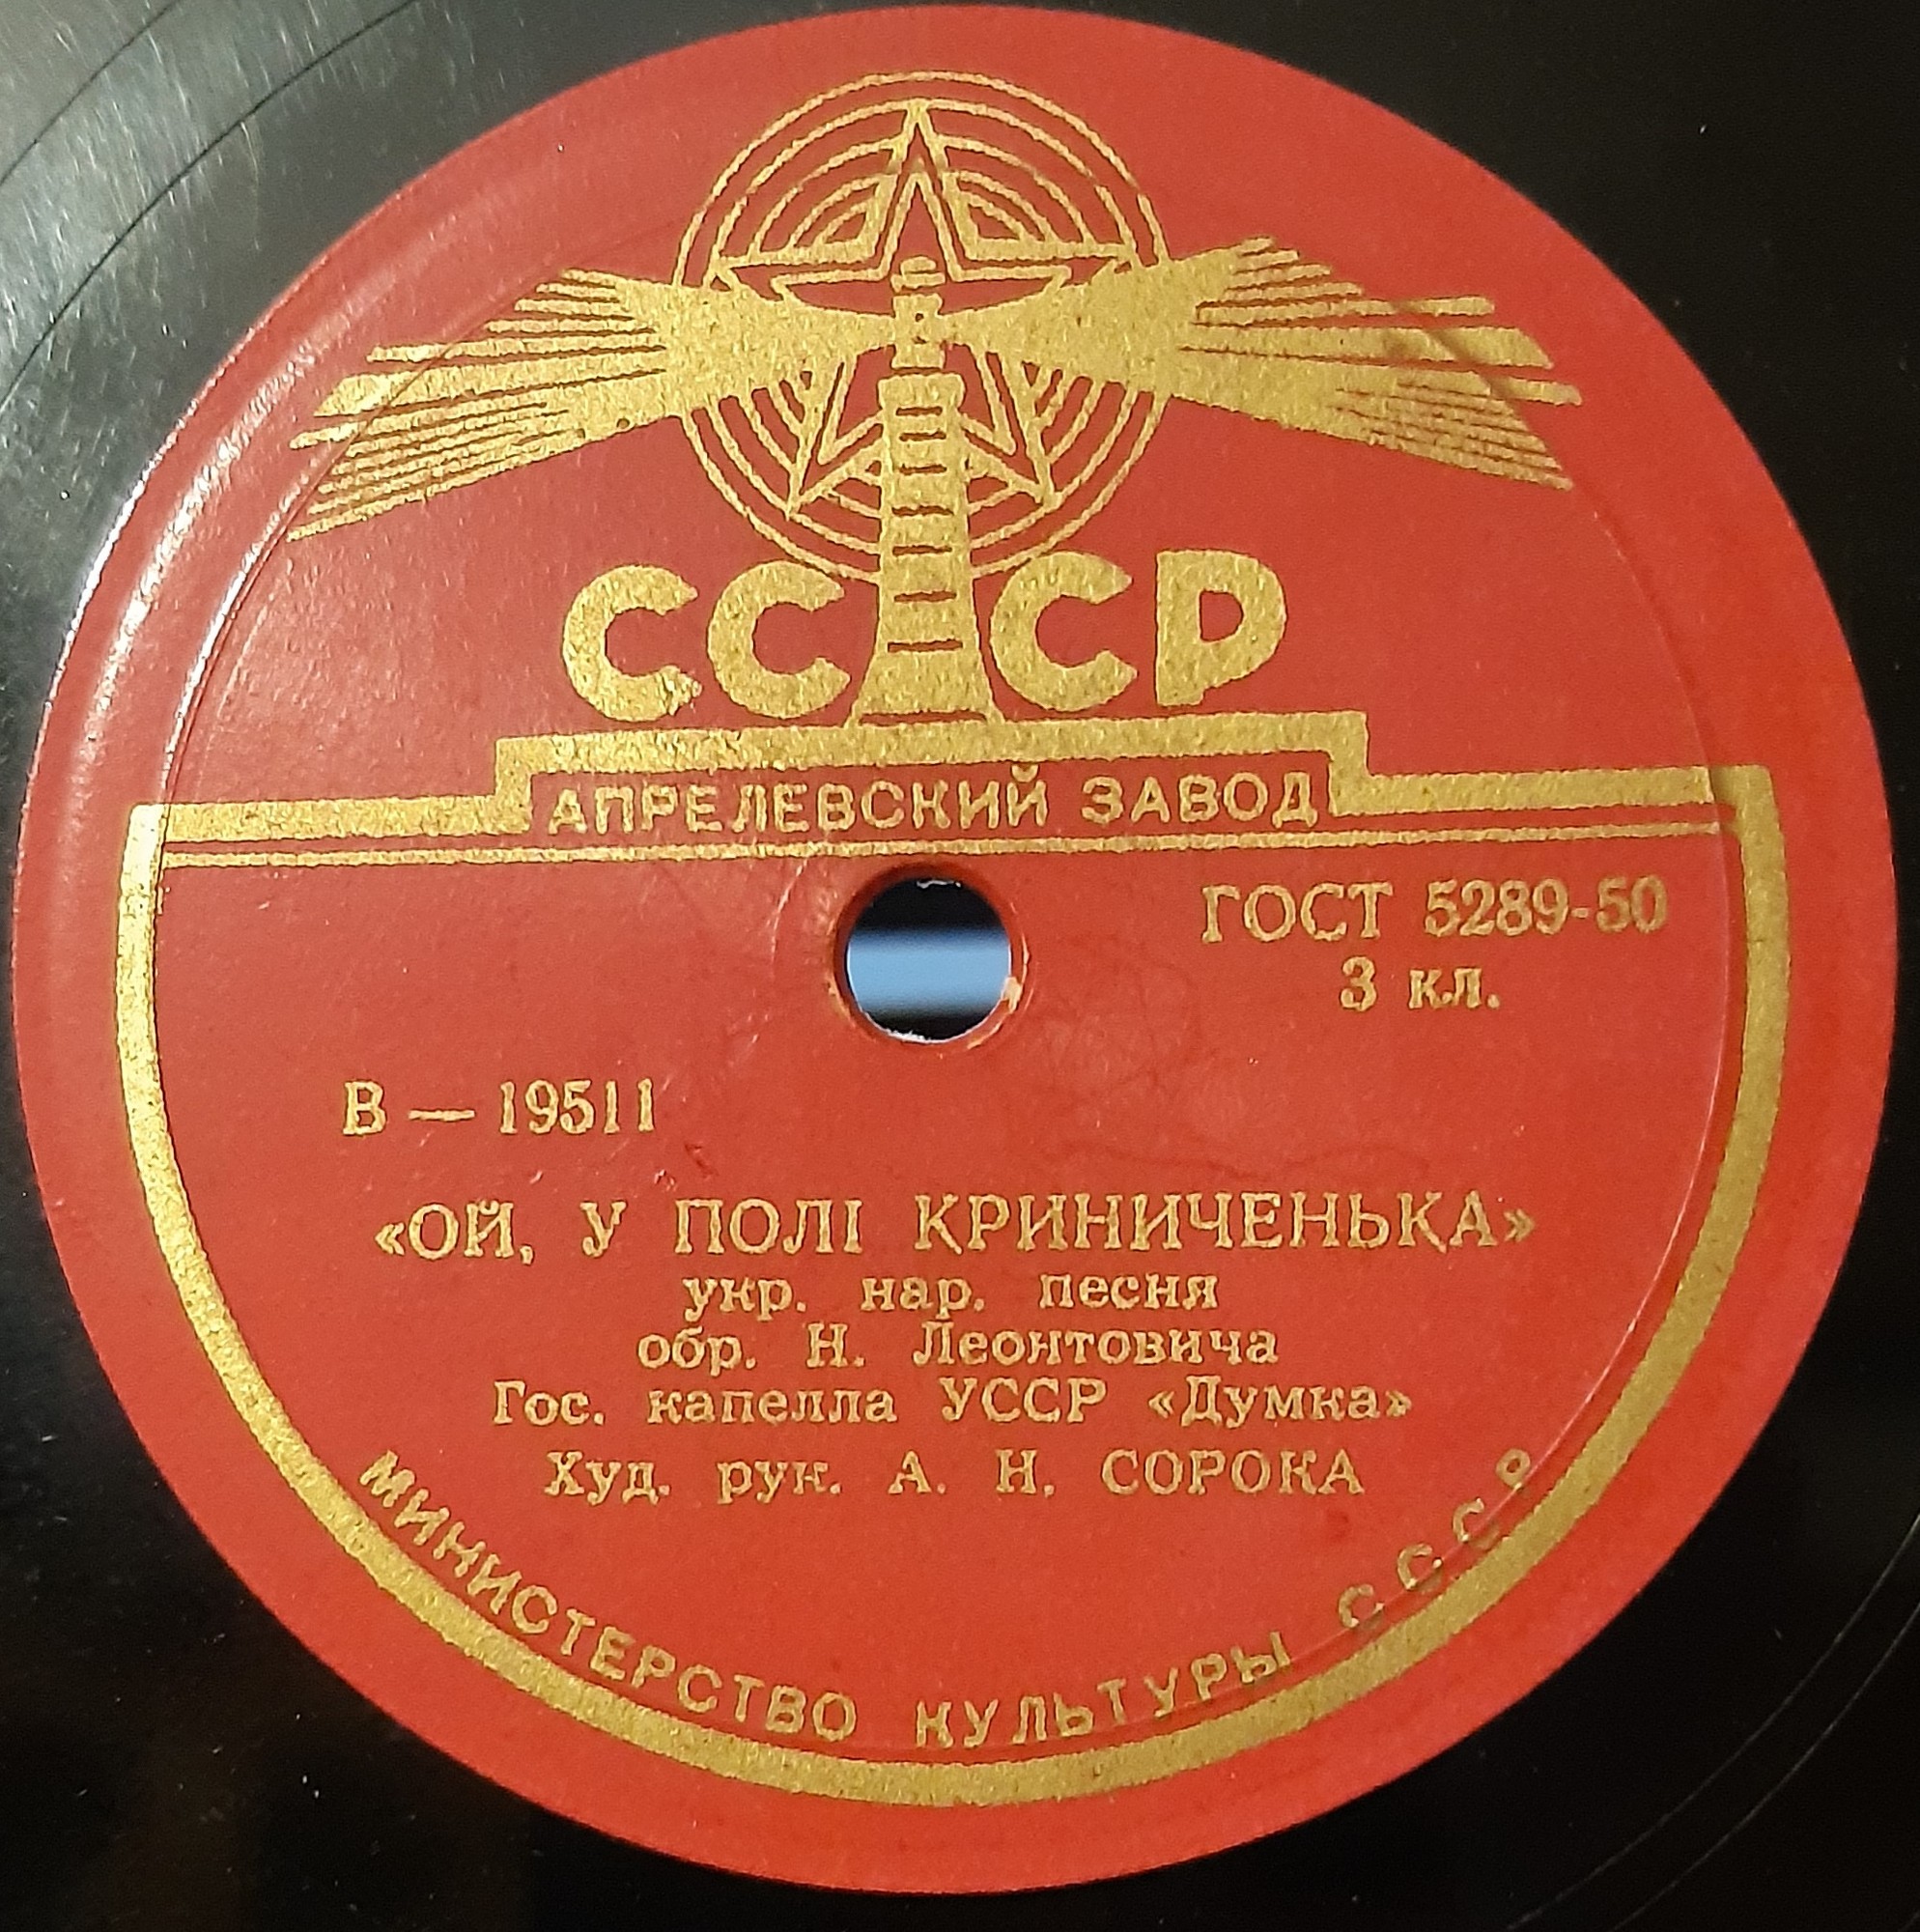 СССР
АПРЕЛЕВСКИЙ ЗАВОД
ГОСТ 5289-50
3 кл.
В — 19511
«ОЙ, У ПОЛІ КРИНИЧЕНЬКА»
укр. нар. песня
обр. Н. Леонтовича
Гос. капелла УССР «Думка»
Худ. рук. А. Н. СОРОКА
МИНИСТЕРСТВО КУЛЬТУРЫ СССР